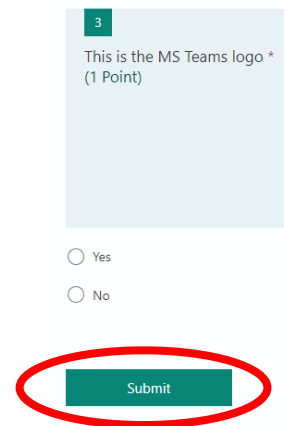 3
This is the MS Teams logo *
(1 Point)
Yes
No
Submit